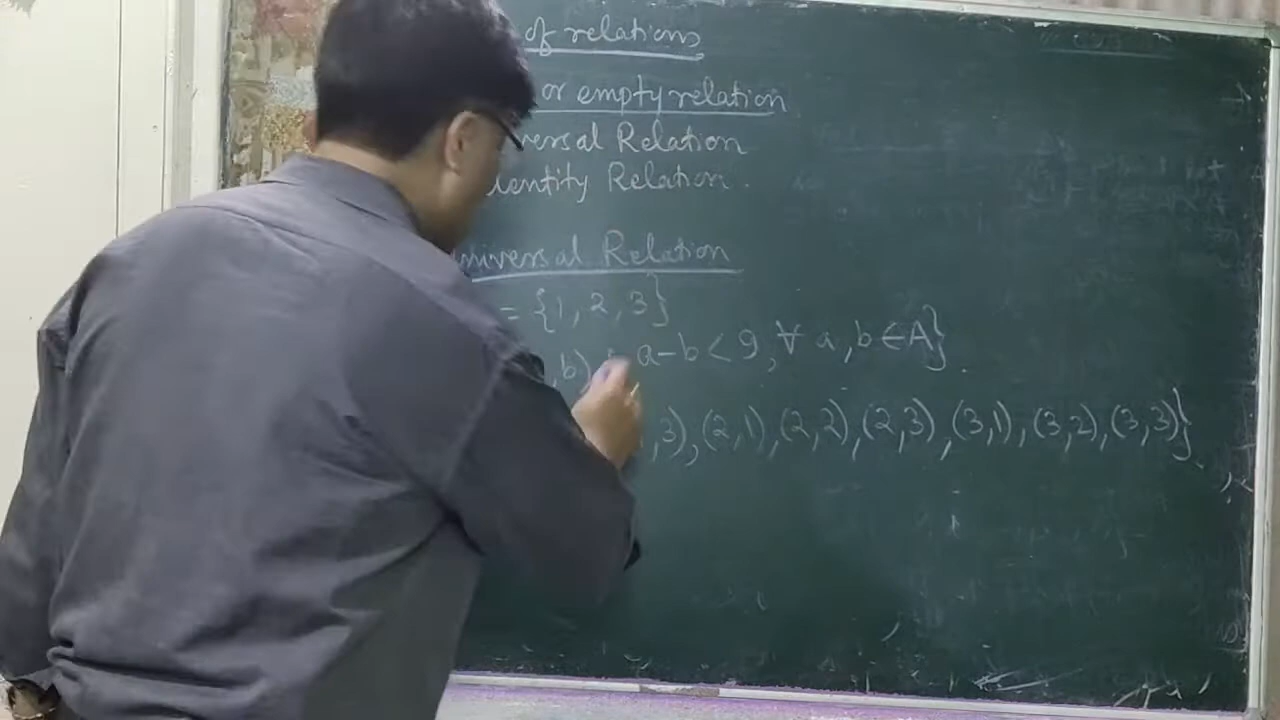 of relations
or empty relation
versal Relation
dentity Relation.
niversal Relation
= {1, 2, 3}
, b) : a-b < 9, ∀ a, b ∈ A}.
, 3), (2,1), (2,2), (2,3), (3,1), (3,2), (3,3)}